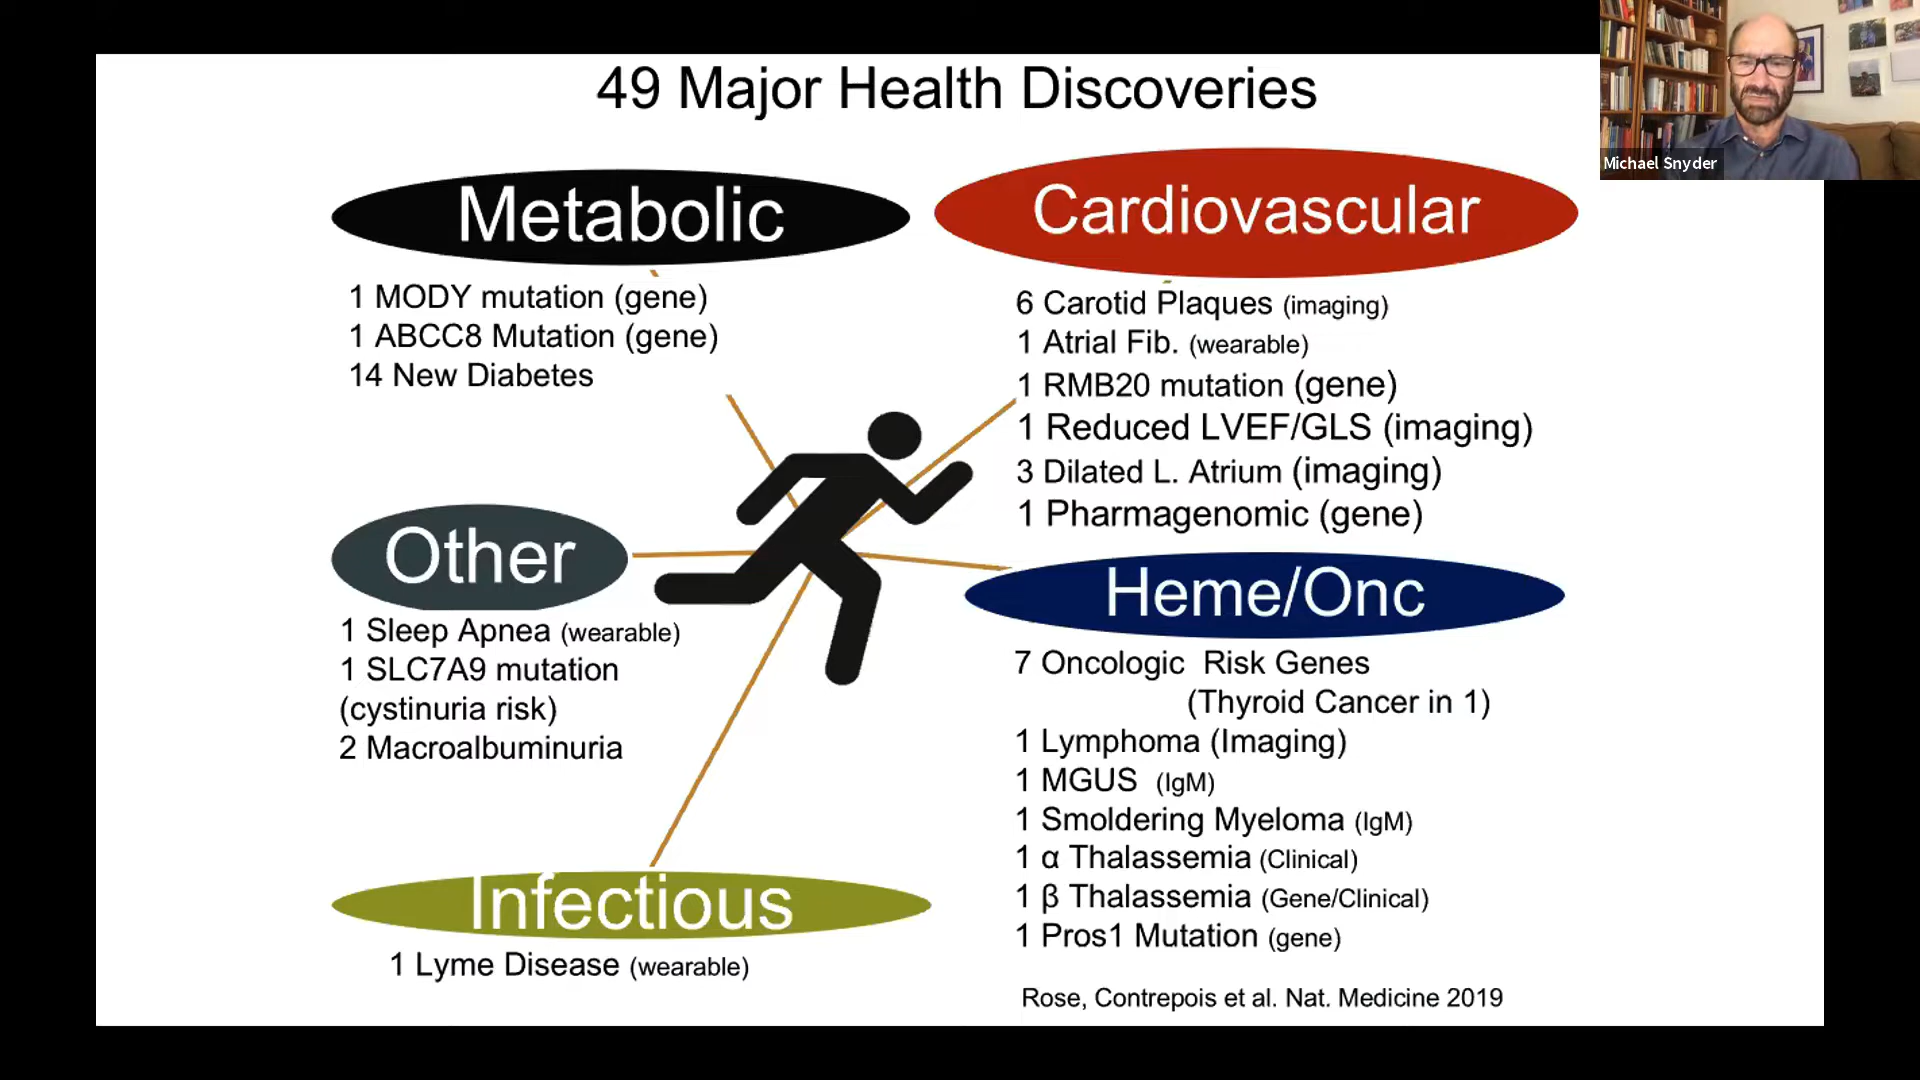 49 Major Health Discoveries
Michael Snyder
Metabolic
1 MODY mutation (gene)
1 ABCC8 Mutation (gene)
14 New Diabetes
Cardiovascular
6 Carotid Plaques (imaging)
1 Atrial Fib. (wearable)
1 RMB20 mutation (gene)
1 Reduced LVEF/GLS (imaging)
3 Dilated L. Atrium (imaging)
1 Pharmagenomic (gene)
Other
1 Sleep Apnea (wearable)
1 SLC7A9 mutation
(cystinuria risk)
2 Macroalbuminuria
Heme/Onc
7 Oncologic Risk Genes
(Thyroid Cancer in 1)
1 Lymphoma (Imaging)
1 MGUS (IgM)
1 Smoldering Myeloma (IgM)
1 α Thalassemia (Clinical)
1 β Thalassemia (Gene/Clinical)
1 Pros1 Mutation (gene)
Infectious
1 Lyme Disease (wearable)
Rose, Contrepois et al. Nat. Medicine 2019